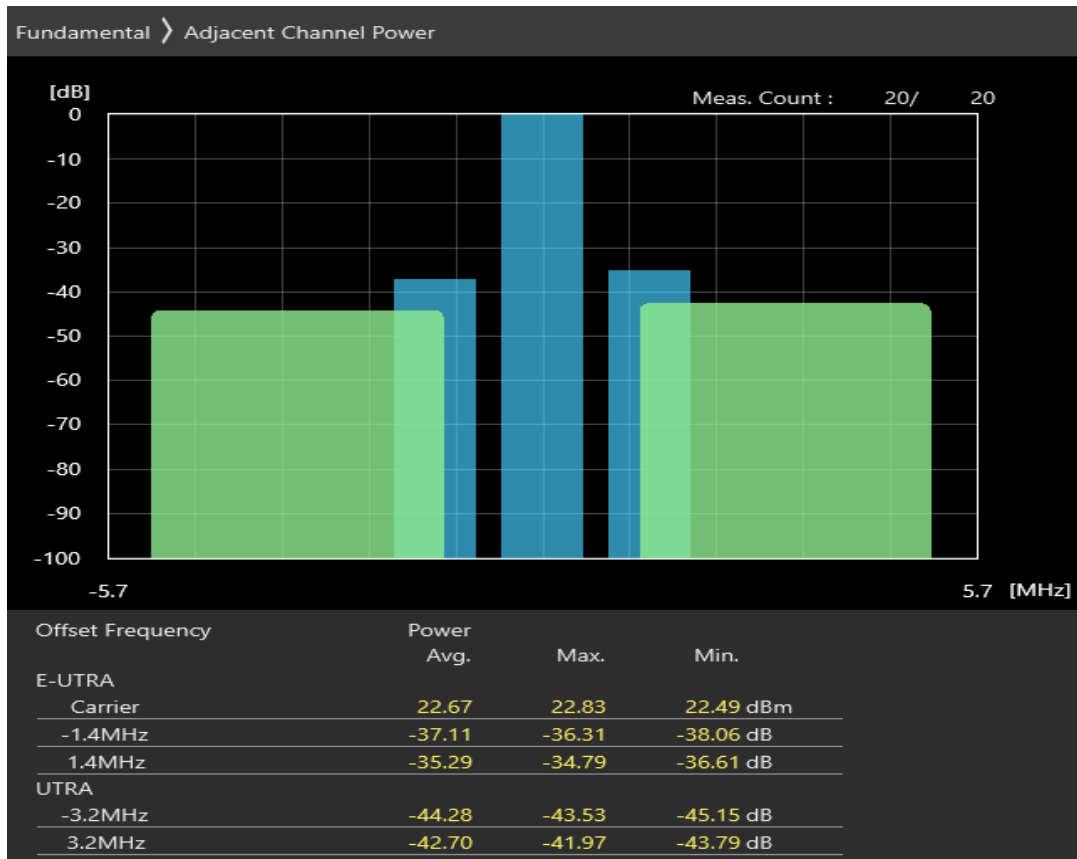 Fundamental 〉 Adjacent Channel Power
[dB]
Meas. Count : 20/ 20
0
-10
-20
-30
-40
-50
-60
-70
-80
-90
-100
-5.7 5.7 [MHz]
Offset Frequency Power
Avg. Max. Min.
E-UTRA
Carrier 22.67 22.83 22.49 dBm
-1.4MHz -37.11 -36.31 -38.06 dB
1.4MHz -35.29 -34.79 -36.61 dB
UTRA
-3.2MHz -44.28 -43.53 -45.15 dB
3.2MHz -42.70 -41.97 -43.79 dB